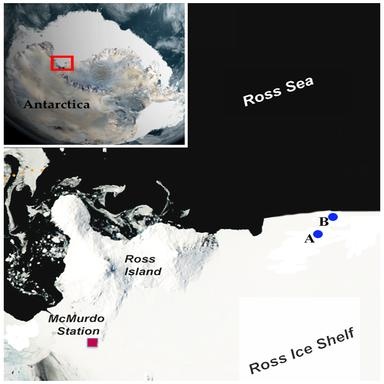 Antarctica
Ross Sea
B
A
Ross
Island
McMurdo
Station
Ross Ice Shelf